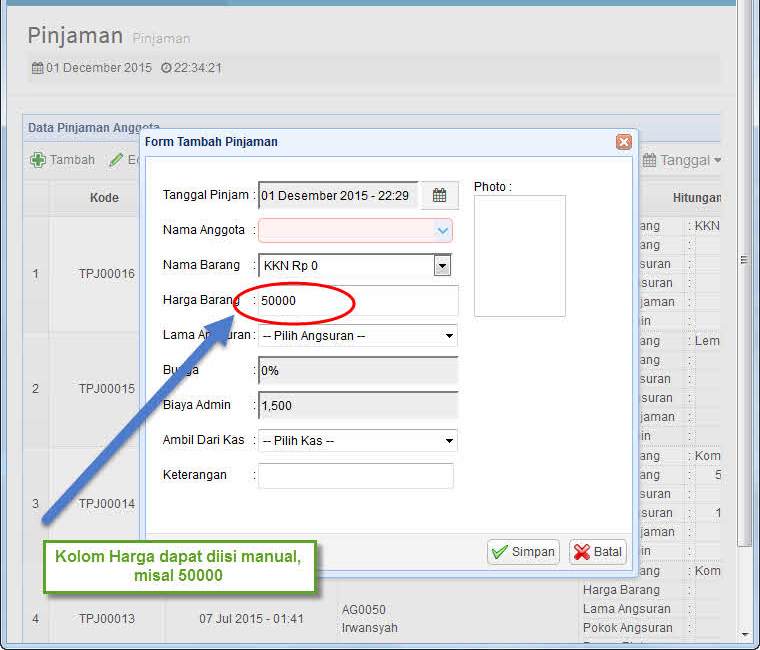 Pinjaman Pinjaman
01 December 2015 22:34:21
Data Pinjaman Anggota
Form Tambah Pinjaman
Tambah
Tanggal
Kode
Hitungan
Tanggal Pinjam : 01 Desember 2015 - 22:29
Photo :
Nama Anggota :
Nama Barang : KKN Rp 0
Harga Barang : 50000
Lama Angsuran : -- Pilih Angsuran --
Bunga : 0%
Biaya Admin : 1,500
Ambil Dari Kas : -- Pilih Kas --
Keterangan :
Simpan Batal
1 TPJ00016
ang : KKN
ang :
suran :
suran :
jaman :
in :
2 TPJ00015
ang : Lem
ang :
suran :
suran :
jaman :
in :
3 TPJ00014
ang : Kom
ang : 5
suran :
suran : 1
jaman :
in :
Kolom Harga dapat diisi manual,
misal 50000
4 TPJ00013 07 Jul 2015 - 01:41
AG0050
Irwansyah
ang : Kom
Harga Barang :
Lama Angsuran :
Pokok Angsuran :